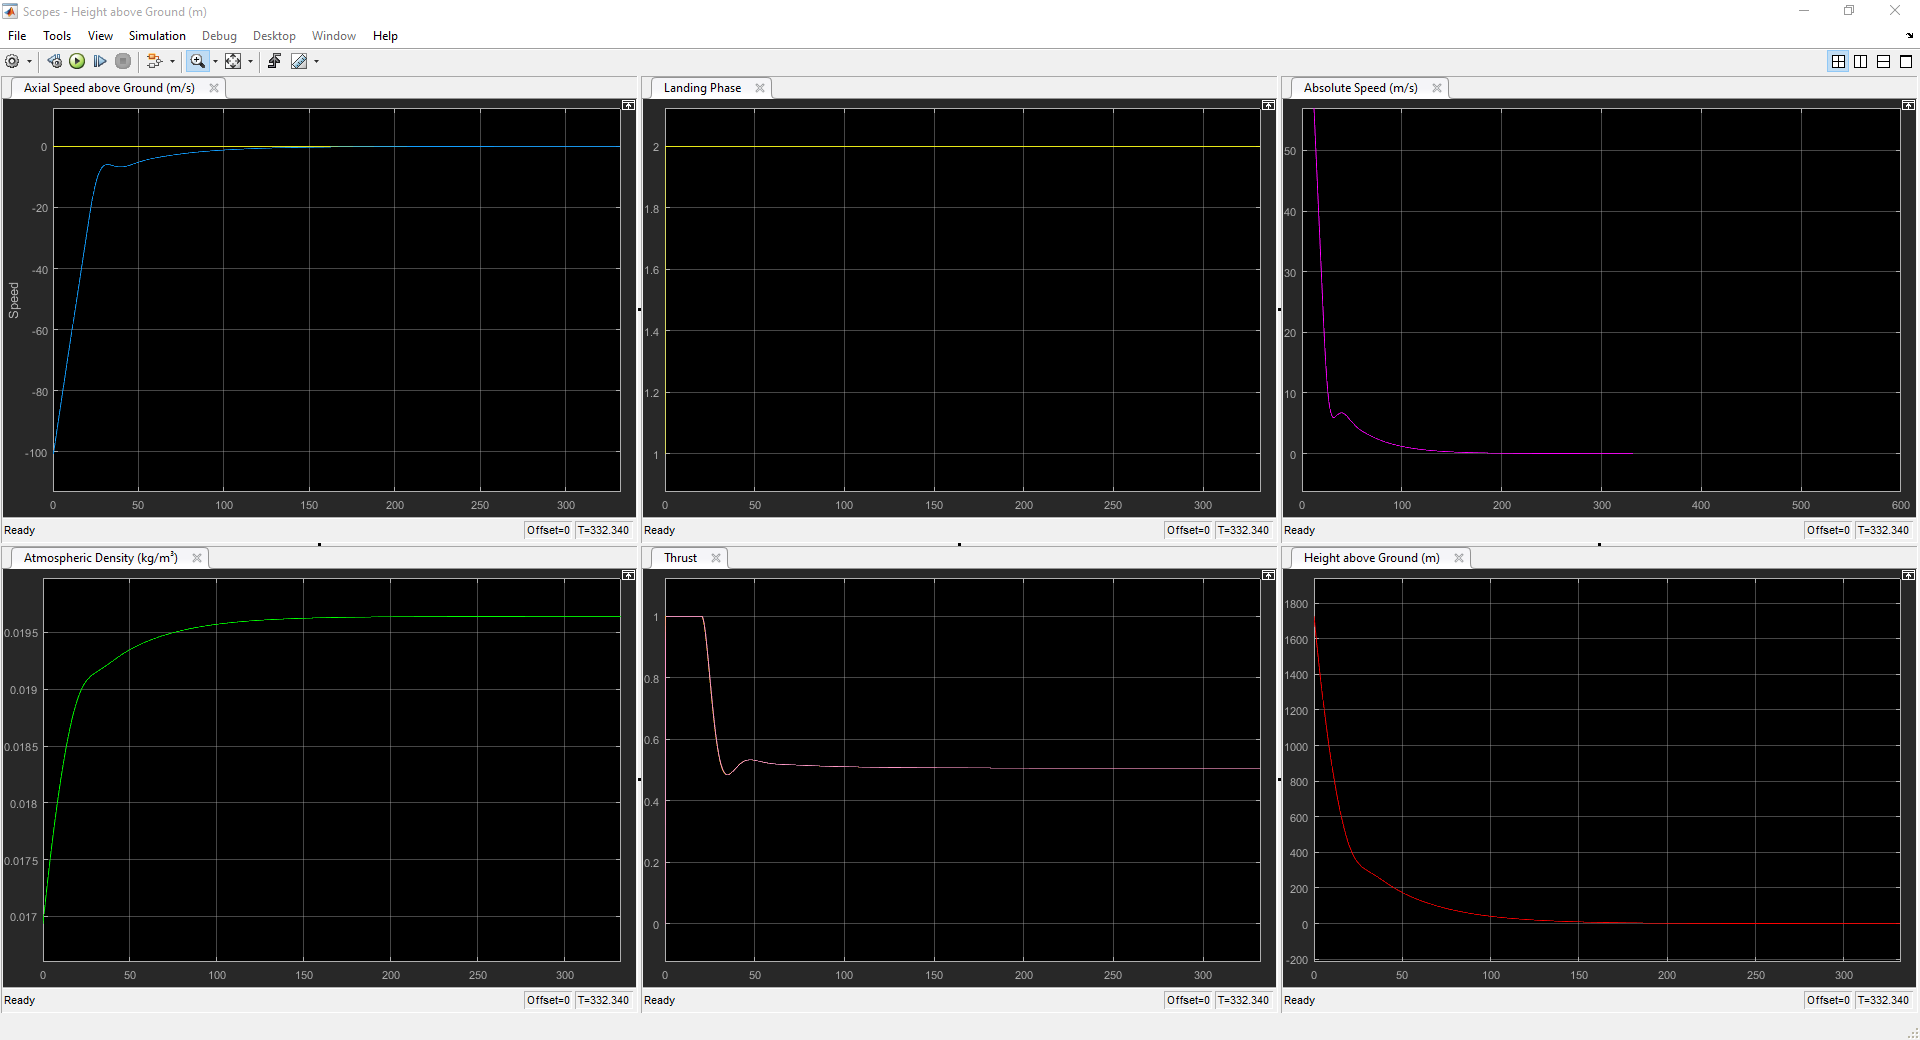 Scopes - Height above Ground (m)
File Tools View Simulation Debug Desktop Window Help
Axial Speed above Ground (m/s)
0
-20
-40
-60
-80
-100
Speed
0 50 100 150 200 250 300
Ready Offset=0 T=332.340
Landing Phase
2
1.8
1.6
1.4
1.2
1
0 50 100 150 200 250 300
Ready Offset=0 T=332.340
Absolute Speed (m/s)
50
40
30
20
10
0
0 100 200 300 400 500 600
Ready Offset=0 T=332.340
Atmospheric Density (kg/m³)
0.0195
0.019
0.0185
0.018
0.0175
0.017
0 50 100 150 200 250 300
Ready Offset=0 T=332.340
Thrust
1
0.8
0.6
0.4
0.2
0
0 50 100 150 200 250 300
Ready Offset=0 T=332.340
Height above Ground (m)
1800
1600
1400
1200
1000
800
600
400
200
0
-200
0 50 100 150 200 250 300
Ready Offset=0 T=332.340